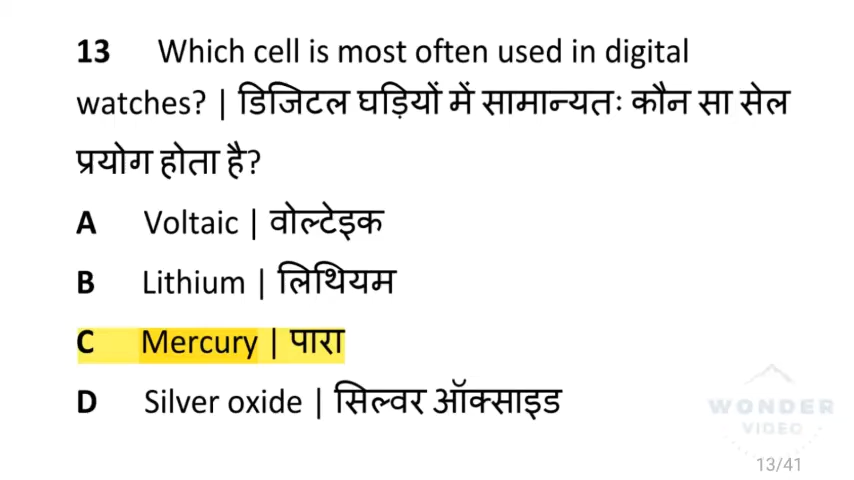 13 Which cell is most often used in digital
watches? | डिजिटल घड़ियों में सामान्यतः कौन सा सेल
प्रयोग होता है?
A Voltaic | वोल्टेइक
B Lithium | लिथियम
C Mercury | पारा
D Silver oxide | सिल्वर ऑक्साइड
WONDER
VIDEO
13/41